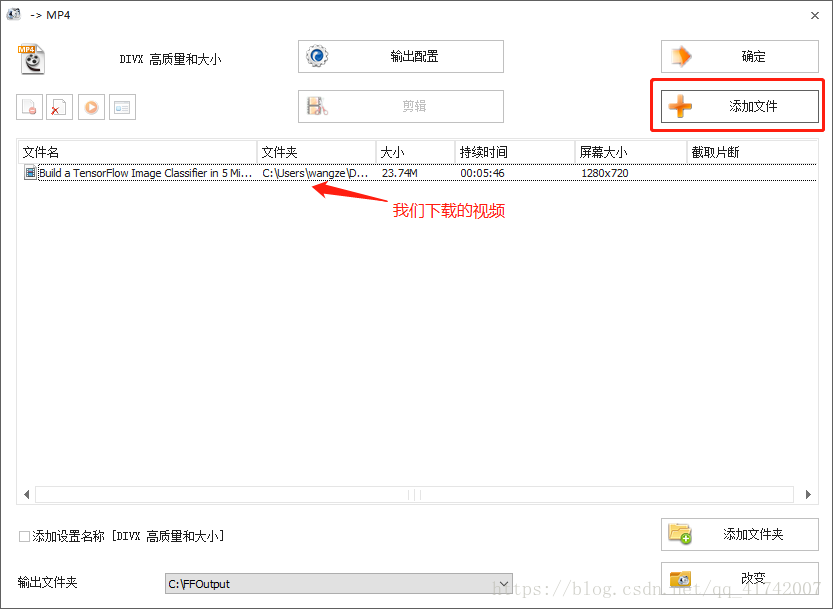 -> MP4
MP4
DIVX 高质量和大小
输出配置
确定
剪辑
添加文件
文件名 文件夹 大小 持续时间 屏幕大小 截取片断
Build a TensorFlow Image Classifier in 5 Mi... C:\Users\wangze\D... 23.74M 00:05:46 1280x720
我们下载的视频
添加设置名称 [DIVX 高质量和大小]
添加文件夹
输出文件夹
C:\FFOutput
改变
https://blog.csdn.net/qq_41742007